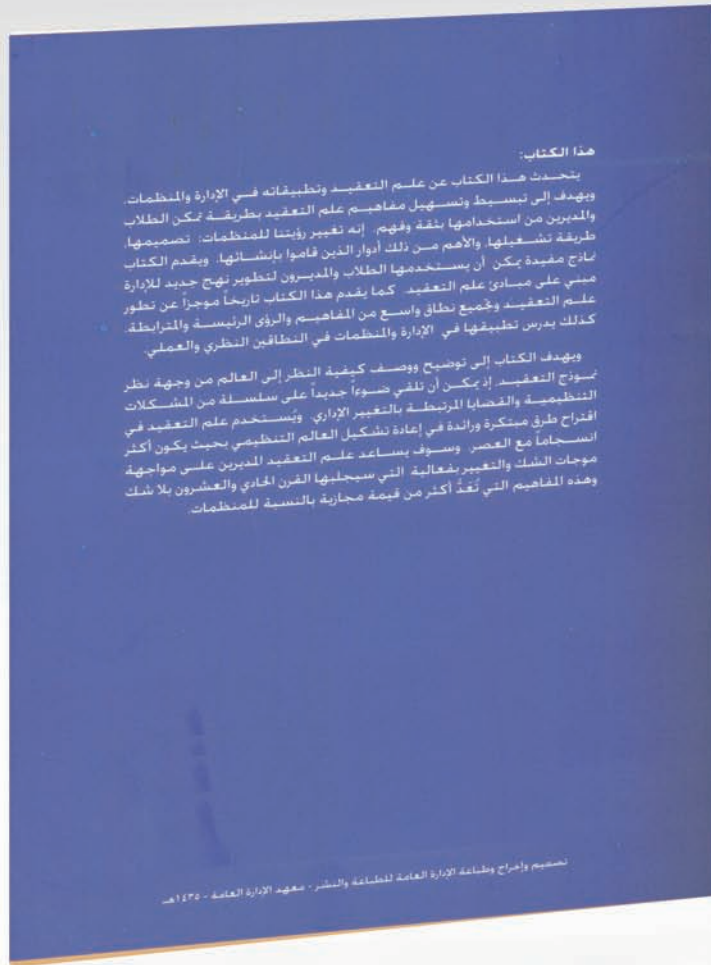 هذا الكتاب:
يتحدث هذا الكتاب عن علم التعقيد وتطبيقاته في الإدارة والمنظمات،
ويهدف إلى تبسيط وتسهيل مفاهيم علم التعقيد بطريقة تمكن الطلاب
والمديرين من استخدامها بثقة وفهم. إنه تغيير رؤيتنا للمنظمات: تصميمها،
طريقة تشغيلها، والأهم من ذلك أدوار الذين قاموا بإنشائها. ويقدم الكتاب
نماذج مفيدة يمكن أن يستخدمها الطلاب والمديرون لتطوير نهج جديد للإدارة
مبني على مبادئ علم التعقيد. كما يقدم هذا الكتاب تاريخاً موجزاً عن تطور
علم التعقيد وتجميع نطاق واسع من المفاهيم والرؤى الرئيسة والمترابطة،
كذلك يدرس تطبيقها في الإدارة والمنظمات في النطاقين النظري والعملي.
ويهدف الكتاب إلى توضيح ووصف كيفية النظر إلى العالم من وجهة نظر
نموذج التعقيد، إذ يمكن أن تلقي ضوءاً جديداً على سلسلة من المشكلات
التنظيمية والقضايا المرتبطة بالتغيير الإداري. ويُستخدم علم التعقيد في
اقتراح طرق مبتكرة ورائدة في إعادة تشكيل العالم التنظيمي بحيث يكون أكثر
انسجاماً مع العصر. وسوف يساعد علم التعقيد المديرين على مواجهة
موجات الشك والتغيير بفعالية التي سيجلبها القرن الحادي والعشرون بلا شك
وهذه المفاهيم التي تُعَدُّ أكثر من قيمة مجازية بالنسبة للمنظمات.
تصميم وإخراج وطباعة الإدارة العامة للطباعة والنشر - معهد الإدارة العامة - ١٤٣٥هـ